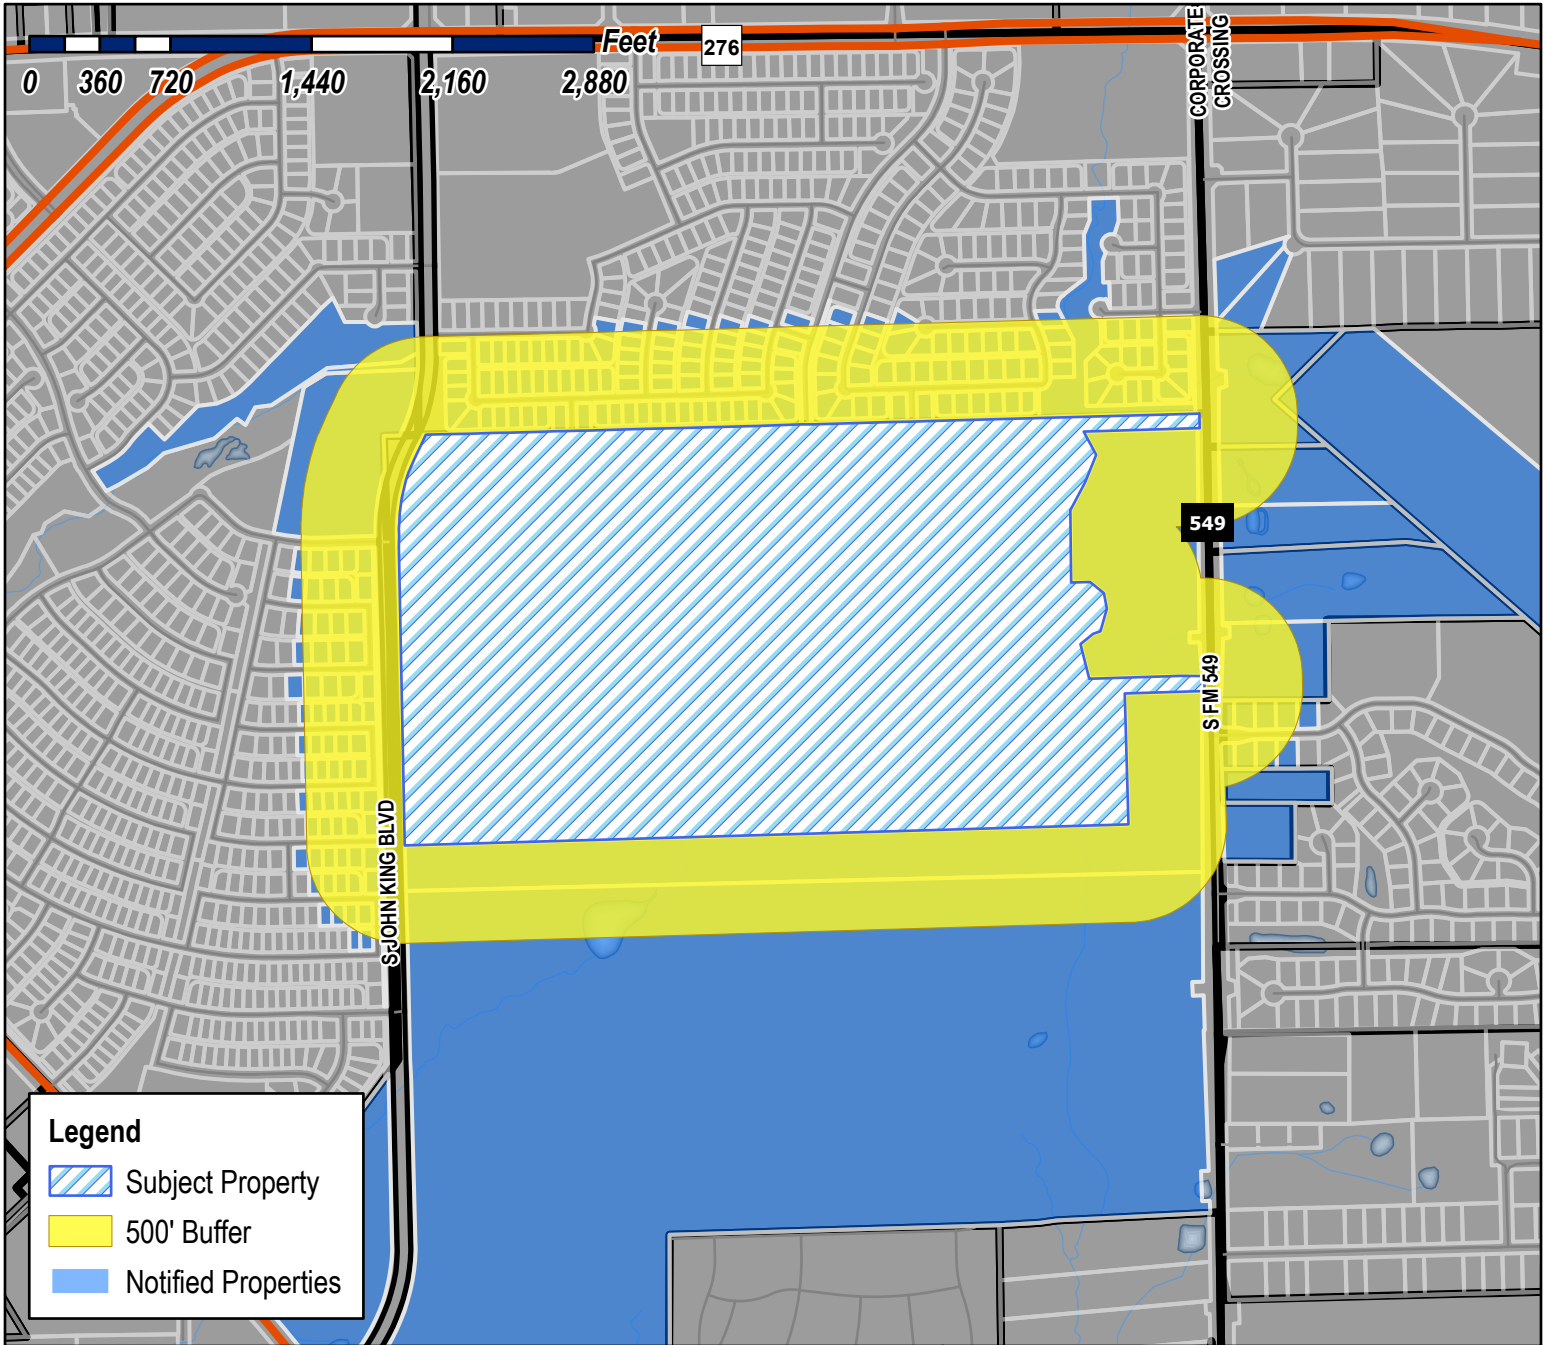 Feet
0 360 720 1,440 2,160 2,880
276
CORPORATE
CROSSING
549
S FM 549
S JOHN KING BLVD
Legend
Subject Property
500' Buffer
Notified Properties